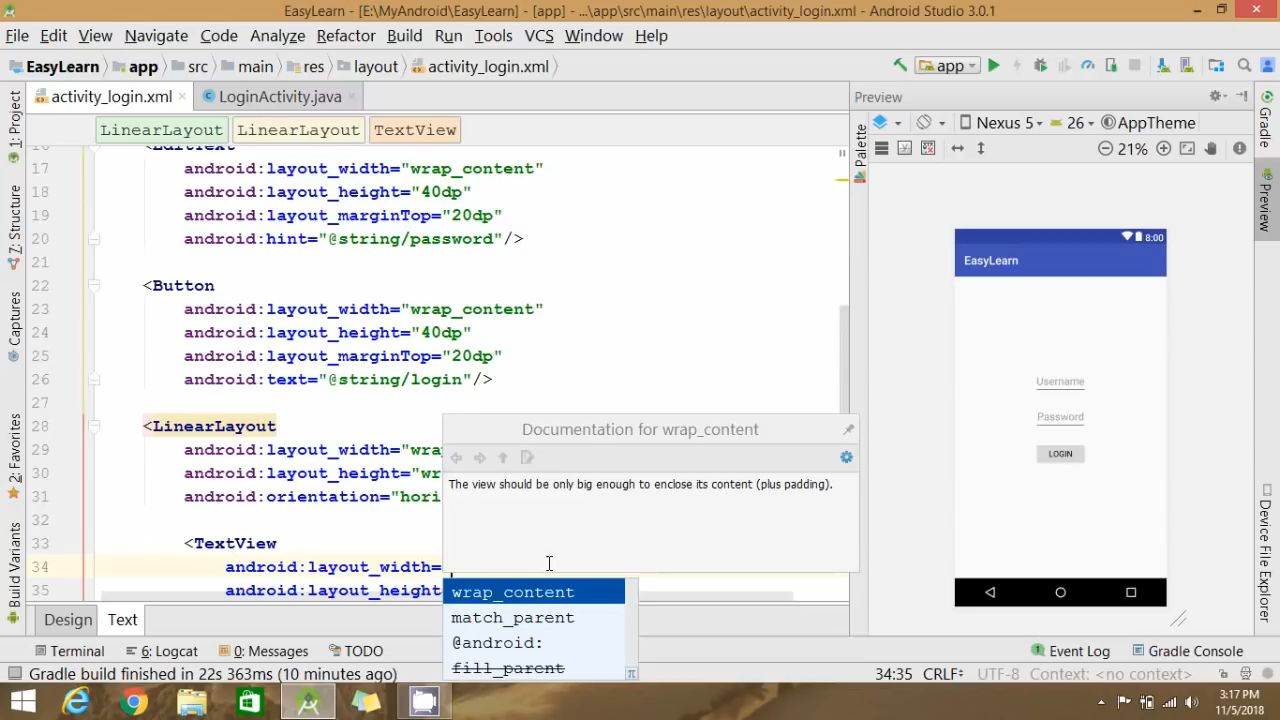 EasyLearn - [E:\MyAndroid\EasyLearn] - [app] - ...\app\src\main\res\layout\activity_login.xml - Android Studio 3.0.1
File Edit View Navigate Code Analyze Refactor Build Run Tools VCS Window Help
EasyLearn app src main res layout activity_login.xml app
activity_login.xml LoginActivity.java
LinearLayout LinearLayout TextView
16 <EditText
17 android:layout_width="wrap_content"
18 android:layout_height="40dp"
19 android:layout_marginTop="20dp"
20 android:hint="@string/password"/>
21
22 <Button
23 android:layout_width="wrap_content"
24 android:layout_height="40dp"
25 android:layout_marginTop="20dp"
26 android:text="@string/login"/>
27
28 <LinearLayout
29 android:layout_width="wra
30 android:layout_height="wr
31 android:orientation="hori
32
33 <TextView
34 android:layout_width=
35 android:layout_height
Documentation for wrap_content
The view should be only big enough to enclose its content (plus padding).
wrap_content
match_parent
@android:
fill_parent
π
Design Text
1: Project
7: Structure
Captures
2: Favorites
Build Variants
Preview
Palette
Nexus 5 26 AppTheme
21%
8:00
EasyLearn
Username
Password
LOGIN
Gradle
Preview
Device File Explorer
Terminal 6: Logcat 0: Messages TODO Event Log Gradle Console
Gradle build finished in 22s 363ms (10 minutes ago) 34:35 CRLF UTF-8 Context: <no context>
3:17 PM
11/5/2018